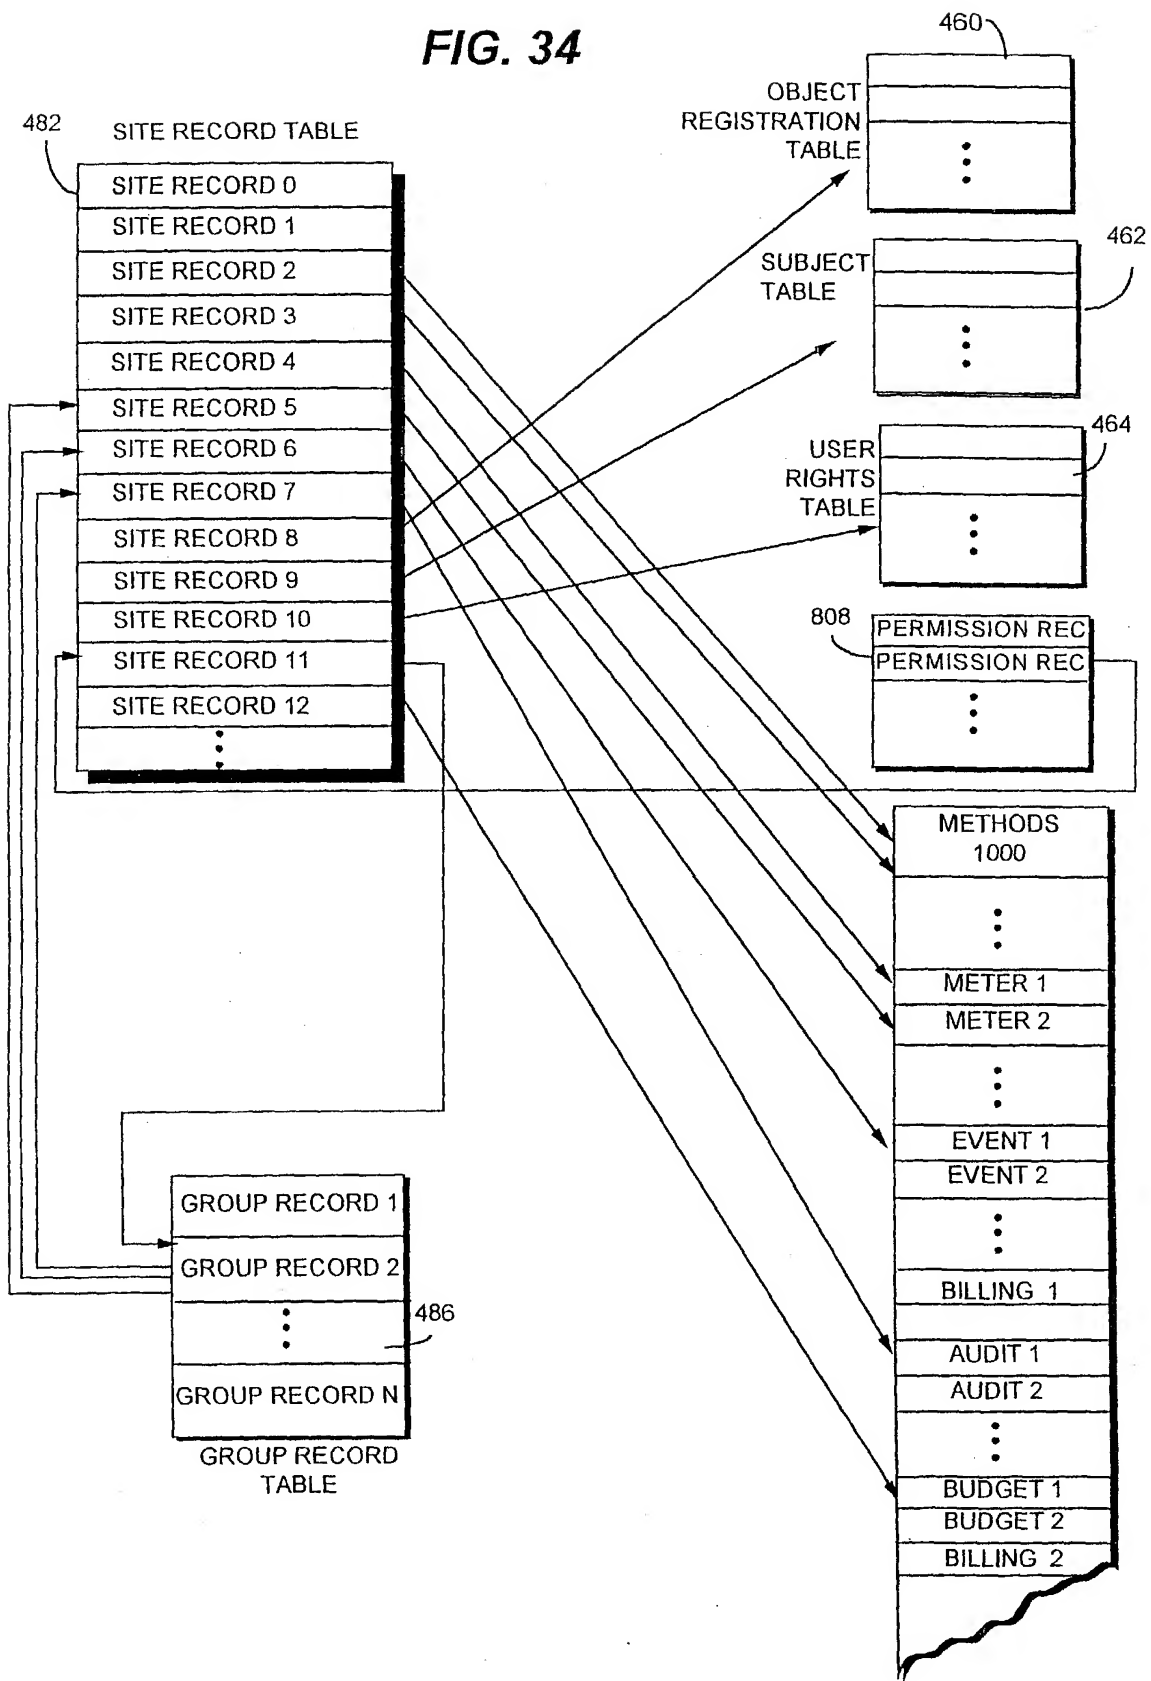 FIG. 34
482
SITE RECORD TABLE
SITE RECORD 0
SITE RECORD 1
SITE RECORD 2
SITE RECORD 3
SITE RECORD 4
SITE RECORD 5
SITE RECORD 6
SITE RECORD 7
SITE RECORD 8
SITE RECORD 9
SITE RECORD 10
SITE RECORD 11
SITE RECORD 12
460
OBJECT
REGISTRATION
TABLE
462
SUBJECT
TABLE
464
USER
RIGHTS
TABLE
808
PERMISSION REC
PERMISSION REC
METHODS
1000
METER 1
METER 2
EVENT 1
EVENT 2
BILLING 1
AUDIT 1
AUDIT 2
BUDGET 1
BUDGET 2
BILLING 2
GROUP RECORD 1
GROUP RECORD 2
486
GROUP RECORD N
GROUP RECORD
TABLE